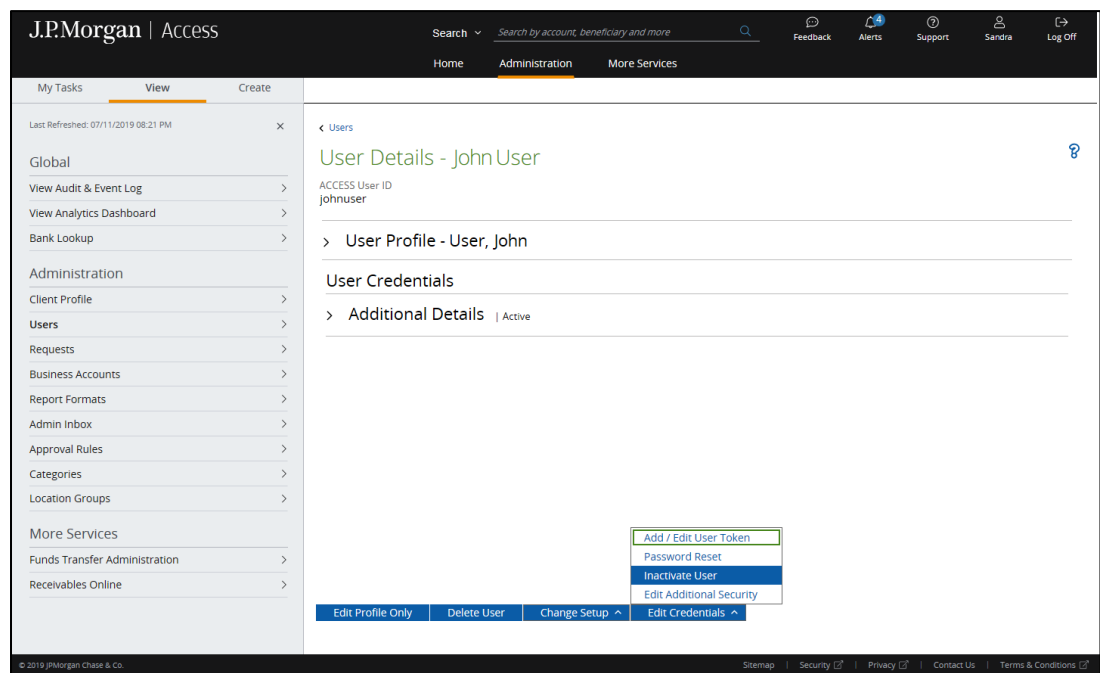 J.P.Morgan | Access
Search
Search by account, beneficiary and more
Feedback
4
Alerts
Support
Sandra
Log Off
Home Administration More Services
My Tasks View Create
Last Refreshed: 07/11/2019 08:21 PM
Global
View Audit & Event Log
View Analytics Dashboard
Bank Lookup
Administration
Client Profile
Users
Requests
Business Accounts
Report Formats
Admin Inbox
Approval Rules
Categories
Location Groups
More Services
Funds Transfer Administration
Receivables Online
Users
User Details - John User
ACCESS User ID
johnuser
User Profile - User, John
User Credentials
Additional Details | Active
Add / Edit User Token
Password Reset
Inactivate User
Edit Additional Security
Edit Profile Only Delete User Change Setup Edit Credentials
© 2019 JPMorgan Chase & Co.
Sitemap | Security | Privacy | Contact Us | Terms & Conditions